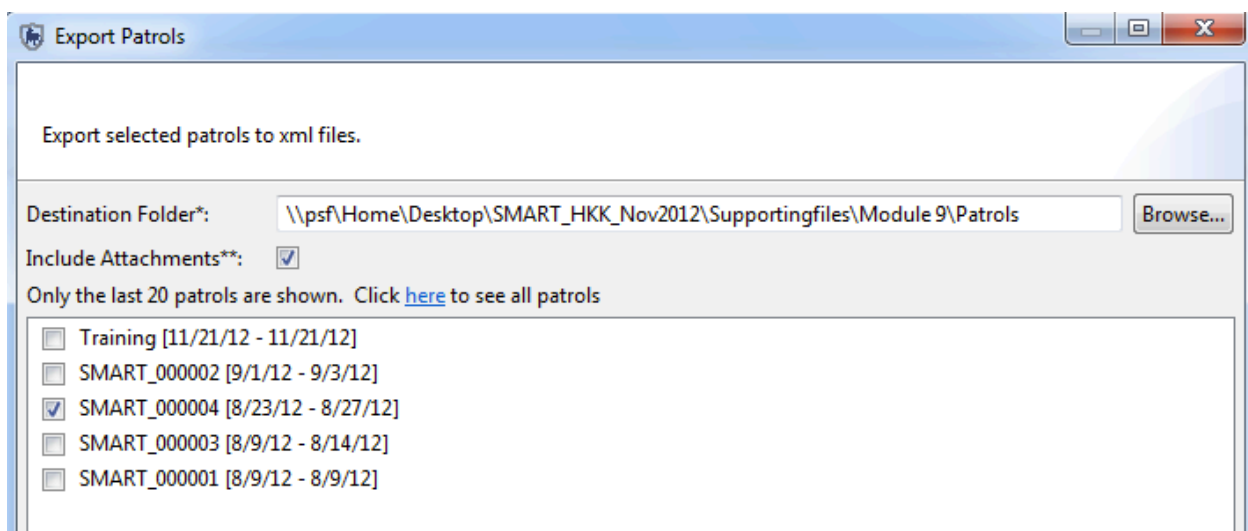 Export Patrols
Export selected patrols to xml files.
Destination Folder*: \\psf\Home\Desktop\SMART_HKK_Nov2012\Supportingfiles\Module 9\Patrols Browse...
Include Attachments**:
Only the last 20 patrols are shown. Click here to see all patrols
Training [11/21/12 - 11/21/12]
SMART_000002 [9/1/12 - 9/3/12]
SMART_000004 [8/23/12 - 8/27/12]
SMART_000003 [8/9/12 - 8/14/12]
SMART_000001 [8/9/12 - 8/9/12]